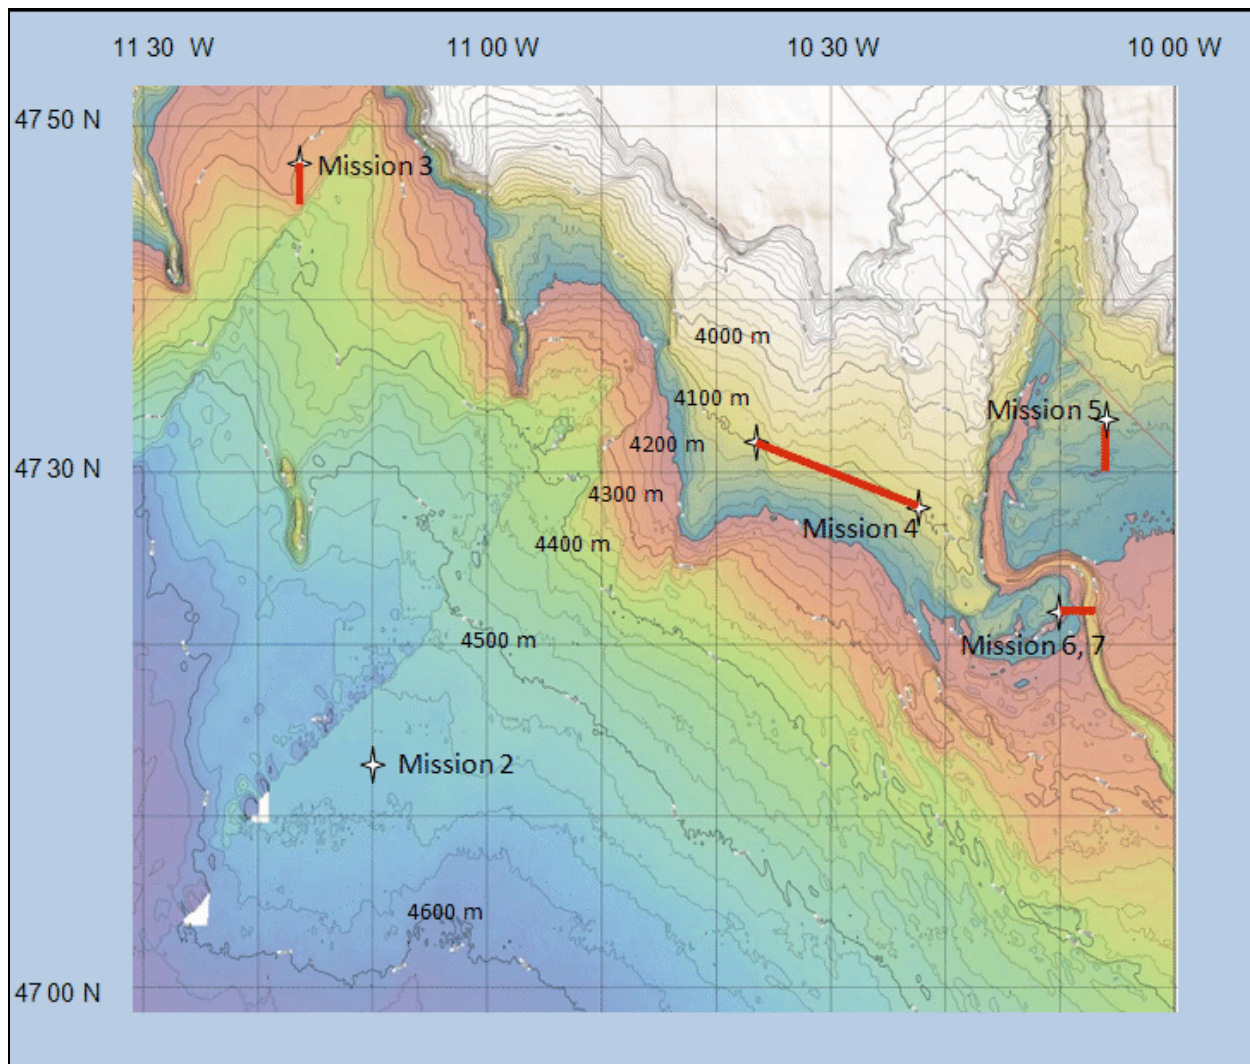 11 30 W 11 00 W 10 30 W 10 00 W
47 50 N
Mission 3
4000 m
4100 m
Mission 5
4200 m
47 30 N
4300 m
Mission 4
4400 m
4500 m
Mission 6, 7
Mission 2
4600 m
47 00 N